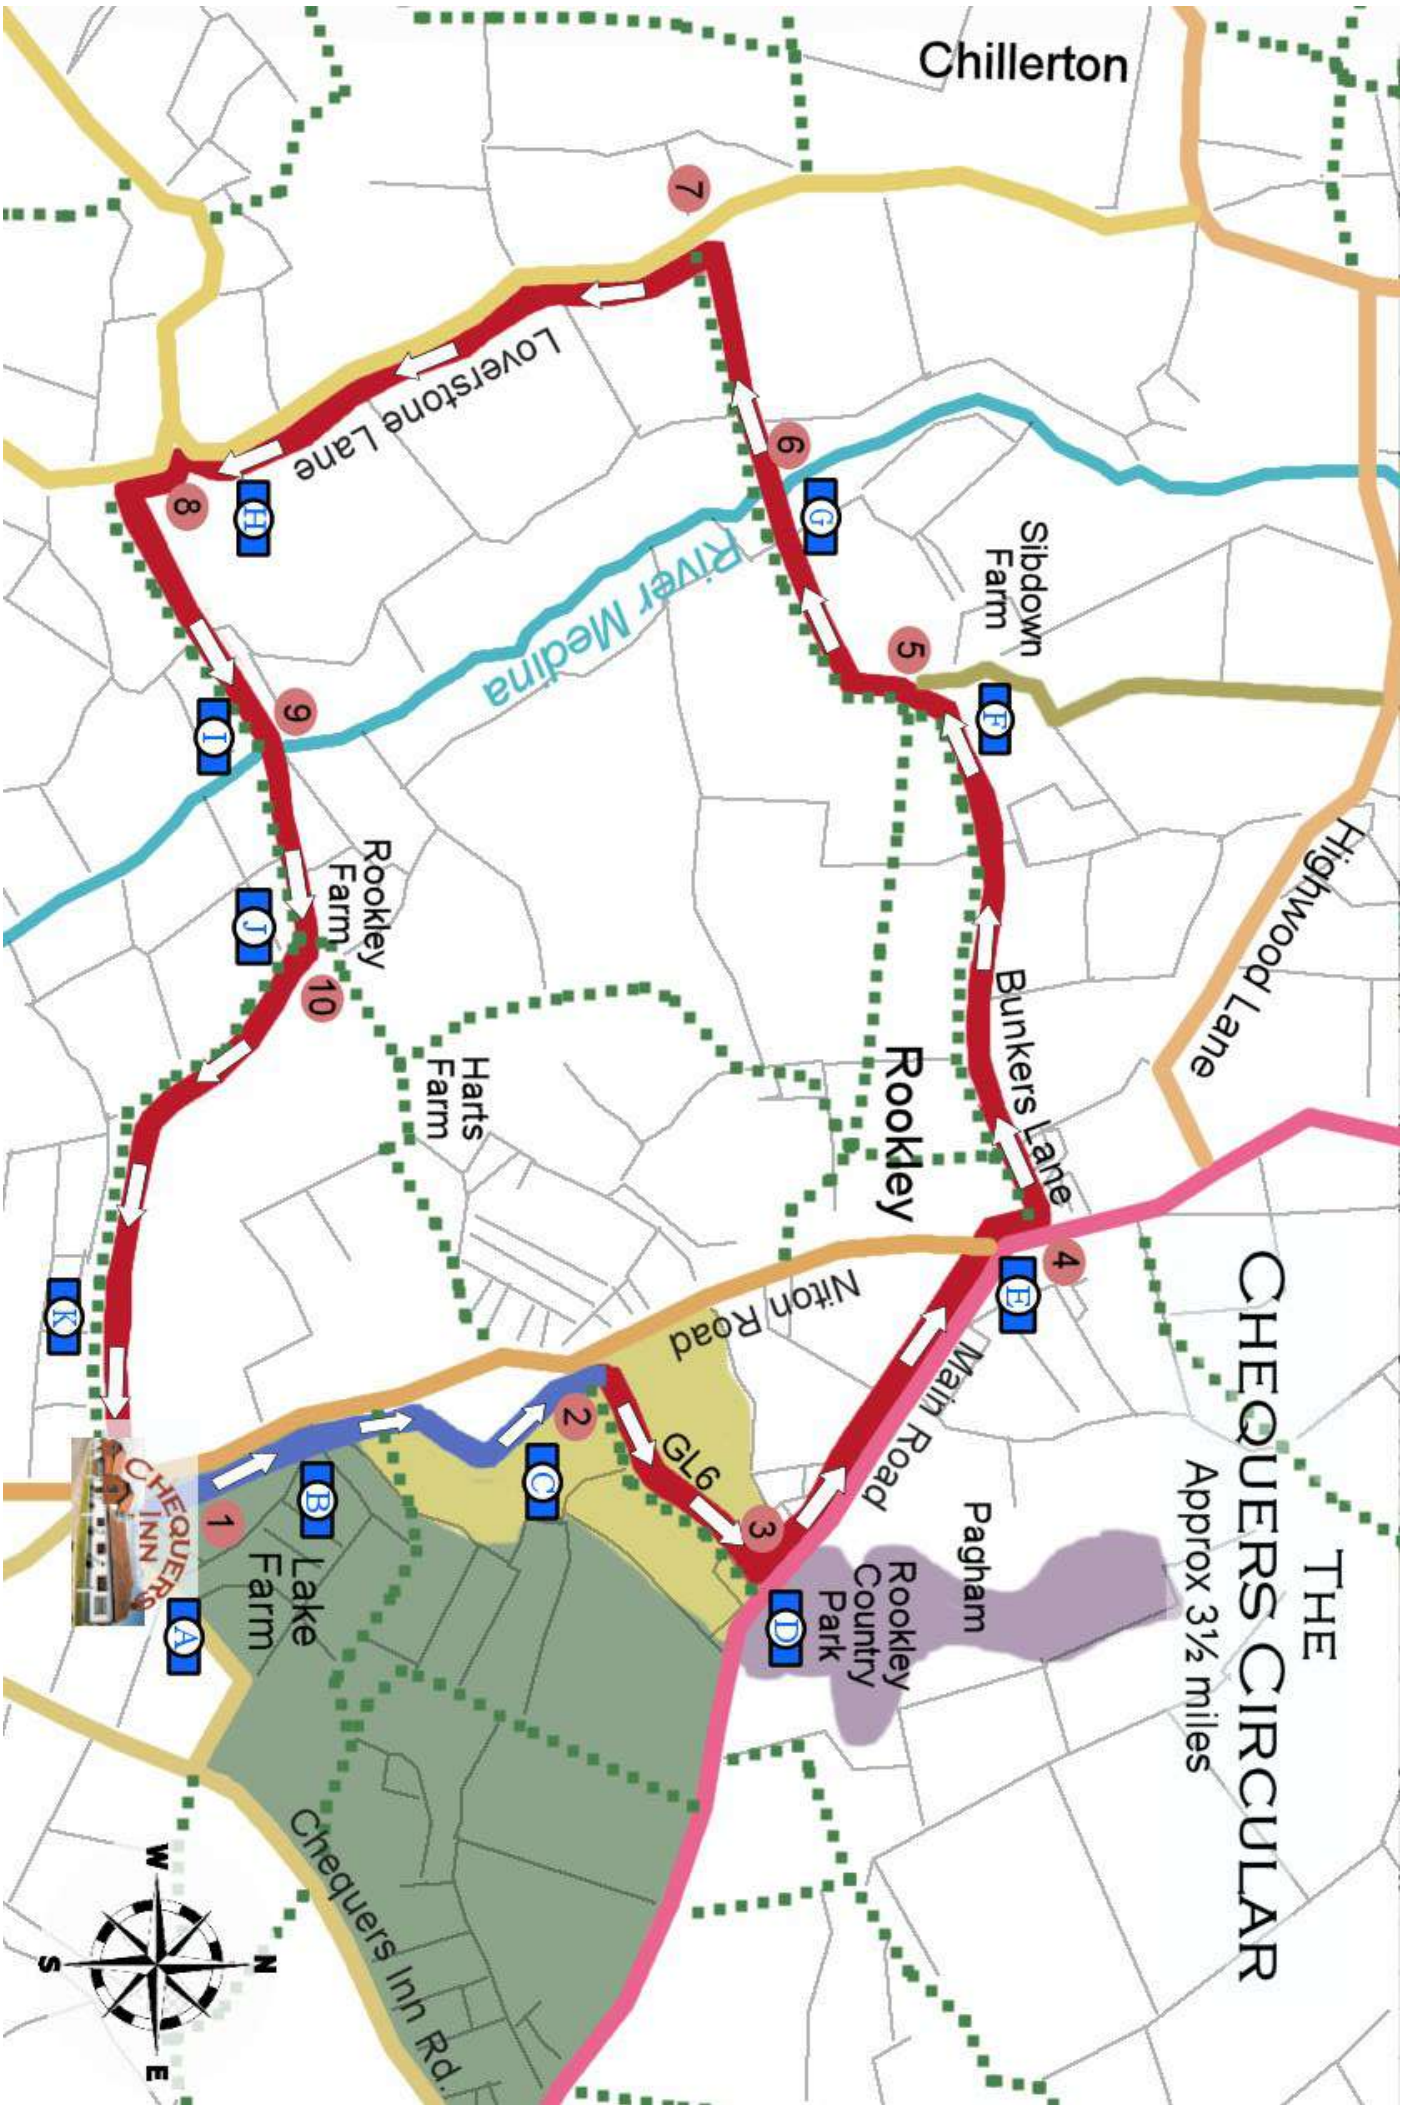 THE
CHEQUERS CIRCULAR
Approx 3½ miles
Chillerton
Highwood Lane
Sibdown
Farm
Bunkers Lane
Rookley
Pagham
Rookley
Country
Park
Main Road
Niton Road
GL6
Loverstone Lane
River Medina
Rookley
Farm
Harts
Farm
Lake
Farm
Chequers Inn Rd.
CHEQUERS
INN
1
2
3
4
5
6
7
8
9
10
A
B
C
D
E
F
G
H
I
J
K
N
E
S
W